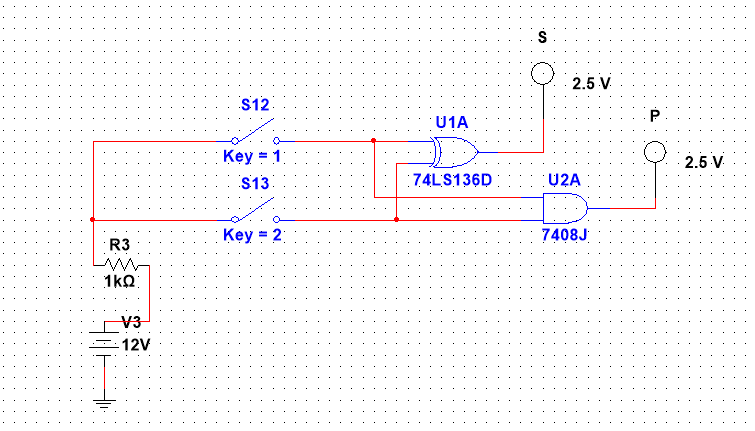 S
2.5 V
P
2.5 V
S12
Key = 1
U1A
74LS136D
S13
Key = 2
U2A
7408J
R3
1kΩ
V3
12V